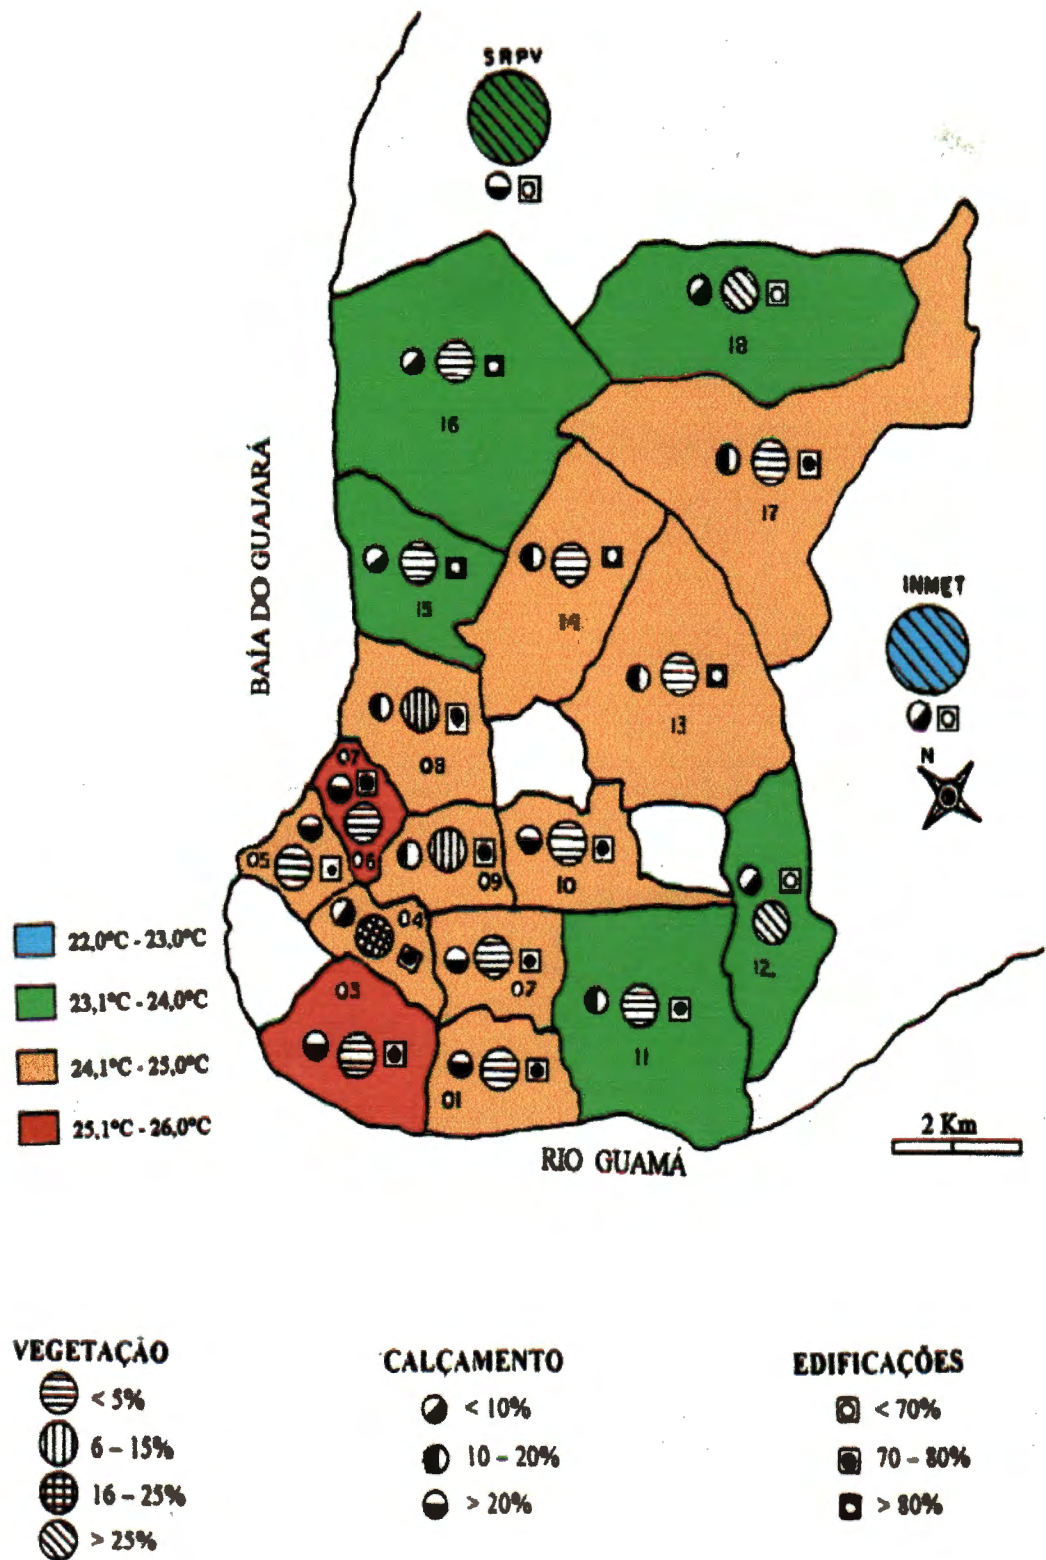 SRPV
18
16
17
BAÍA DO GUAJARÁ
15
14
INMET
13
N
07
08
05
06
09
10
04
12
03
07
11
01
22,0°C - 23,0°C
23,1°C - 24,0°C
24,1°C - 25,0°C
25,1°C - 26,0°C
2 Km
RIO GUAMÁ
VEGETAÇÃO
< 5%
6 - 15%
16 - 25%
> 25%
CALÇAMENTO
< 10%
10 - 20%
> 20%
EDIFICAÇÕES
< 70%
70 - 80%
> 80%